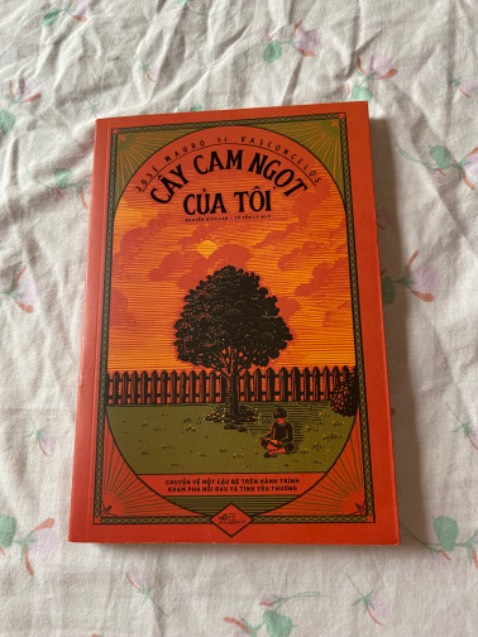 JOSÉ MAURO DE VASCONCELOS
CÂY CAM NGỌT
CỦA TÔI
CHUYỆN VỀ MỘT CẬU BÉ TRÊN HÀNH TRÌNH
KHÁM PHÁ NỖI ĐAU VÀ TÌNH YÊU THƯƠNG